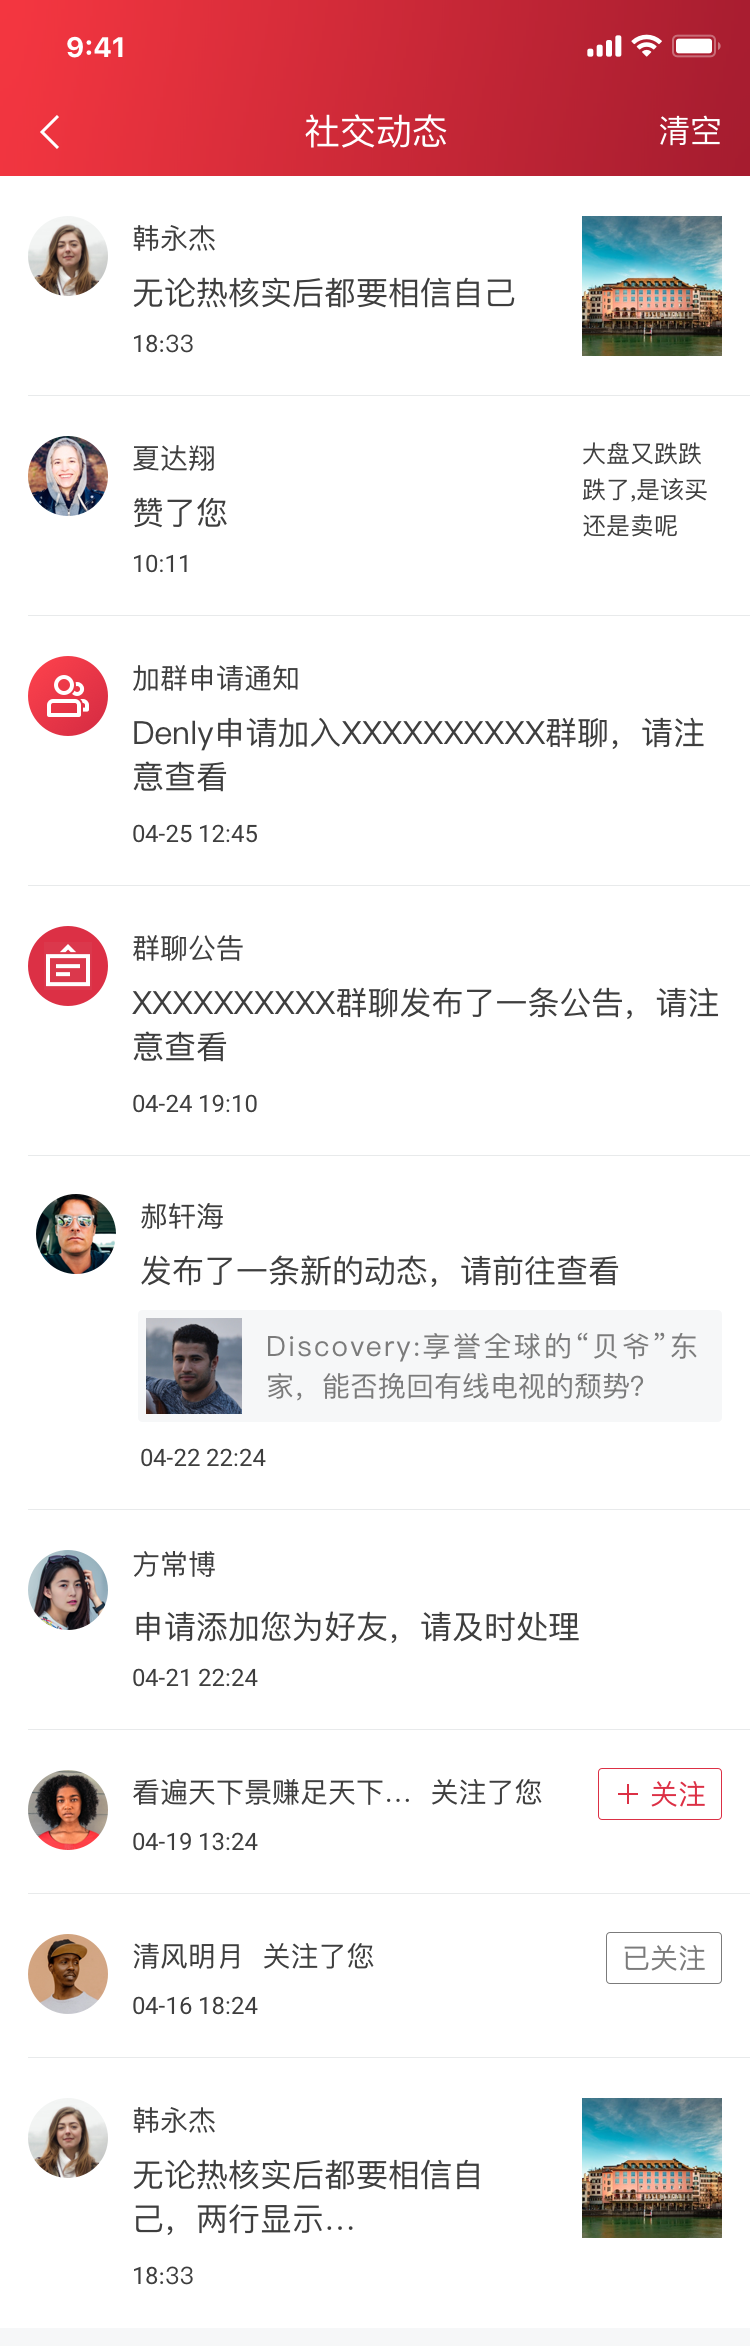 9:41
社交动态
清空
韩永杰
无论热核实后都要相信自己
18:33
夏达翔
赞了您
10:11
大盘又跌跌
跌了,是该买
还是卖呢
加群申请通知
Denly申请加入XXXXXXXXXX群聊，请注
意查看
04-25 12:45
群聊公告
XXXXXXXXXX群聊发布了一条公告，请注
意查看
04-24 19:10
郝轩海
发布了一条新的动态，请前往查看
Discovery:享誉全球的“贝爷”东
家，能否挽回有线电视的颓势?
04-22 22:24
方常博
申请添加您为好友，请及时处理
04-21 22:24
看遍天下景赚足天下... 关注了您
+ 关注
04-19 13:24
清风明月 关注了您
已关注
04-16 18:24
韩永杰
无论热核实后都要相信自
己，两行显示...
18:33